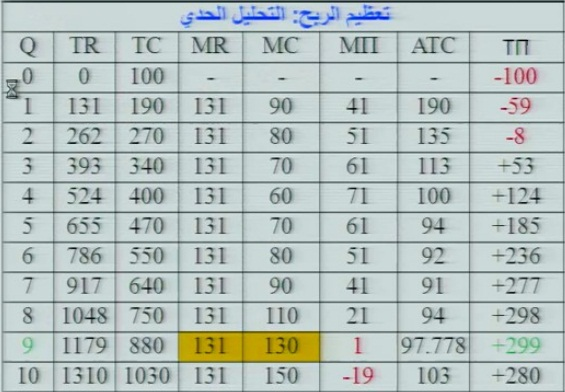 تعظيم الربح: التحليل الحدي
Q TR TC MR MC MΠ ATC TΠ
0 0 100 - - - - -100
1 131 190 131 90 41 190 -59
2 262 270 131 80 51 135 -8
3 393 340 131 70 61 113 +53
4 524 400 131 60 71 100 +124
5 655 470 131 70 61 94 +185
6 786 550 131 80 51 92 +236
7 917 640 131 90 41 91 +277
8 1048 750 131 110 21 94 +298
9 1179 880 131 130 1 97.778 +299
10 1310 1030 131 150 -19 103 +280